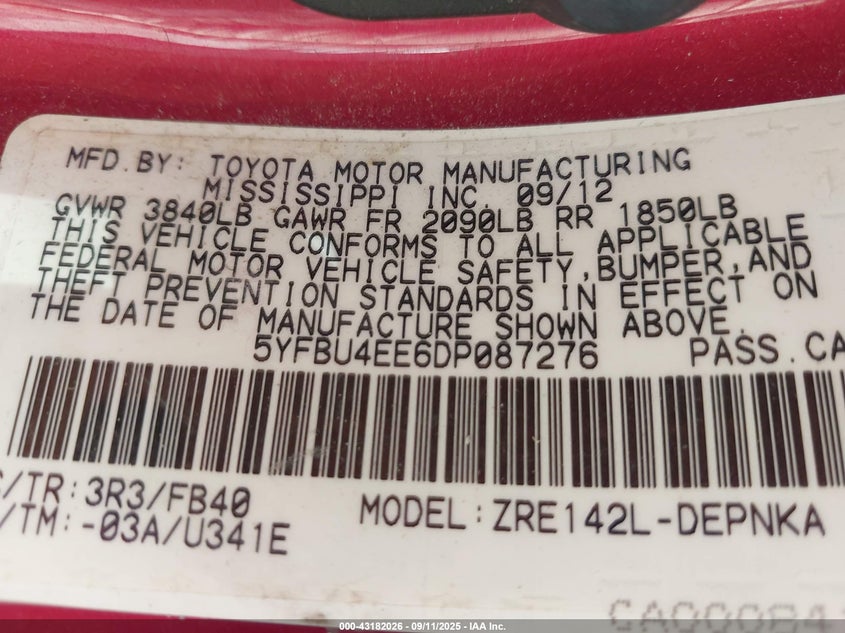 MFD.BY: TOYOTA MOTOR MANUFACTURING
MISSISSIPPI INC. 09/12
GVWR 3840LB GAWR FR 2090LB RR 1850LB
THIS VEHICLE CONFORMS TO ALL APPLICABLE
FEDERAL MOTOR VEHICLE SAFETY,BUMPER,AND
THEFT PREVENTION STANDARDS IN EFFECT ON
THE DATE OF MANUFACTURE SHOWN ABOVE.
5YFBU4EE6DP087276 PASS.CA
/TR:3R3/FB40
/TM:-03A/U341E
MODEL:ZRE142L-DEPNKA
000-43182026 - 09/11/2025 - IAA Inc.